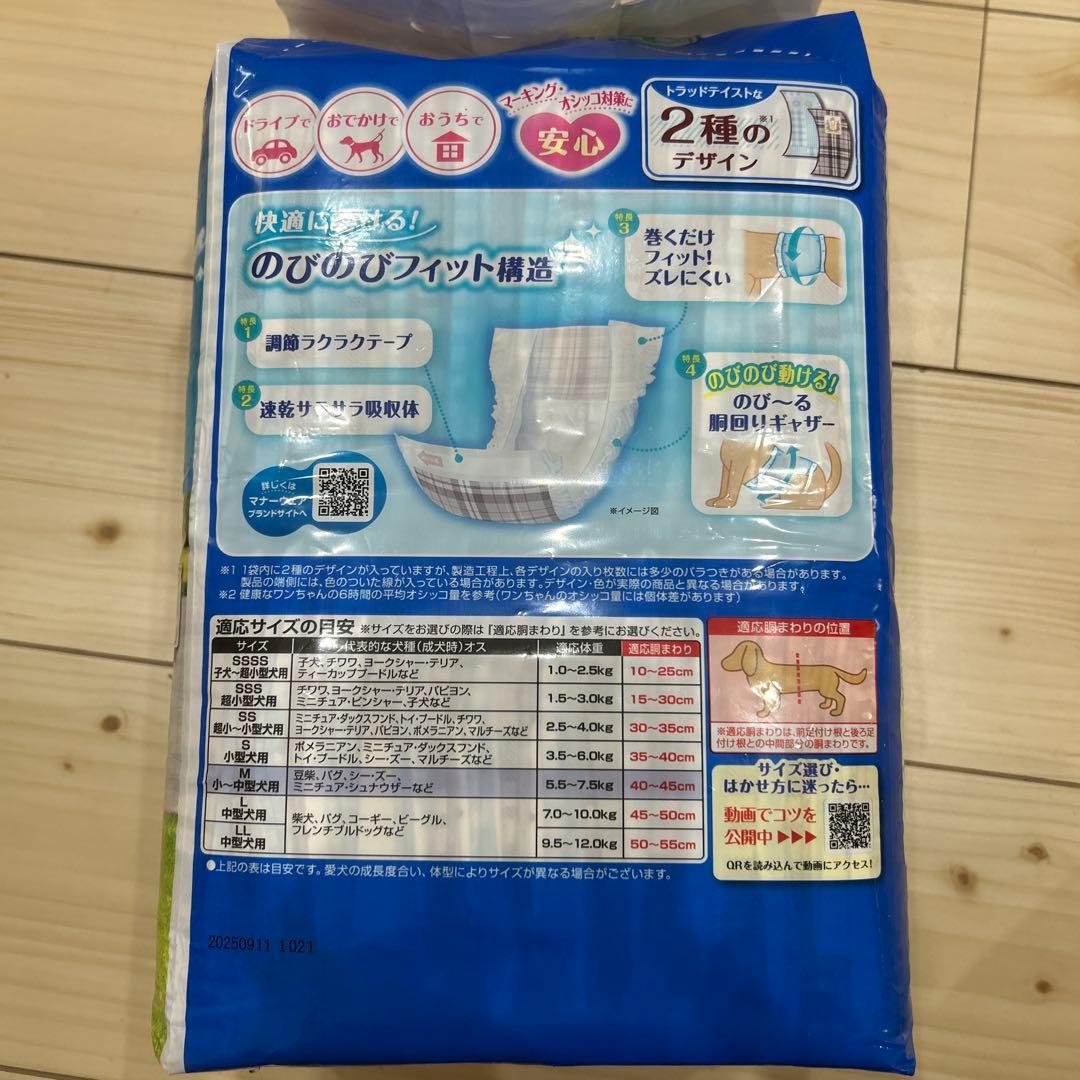 ドライブで
おでかけで
おうちで
マーキング・
オシッコ対策に
安心
トラッドテイストな
2種の※1
デザイン
快適に
ける!
のびのびフィット構造
特長
1
調節ラクラクテープ
特長
2
速乾サラサラ吸収体
特長
3
巻くだけ
フィット!
ズレにくい
特長
4
のびのび動ける!
のび〜る
胴回りギャザー
詳しくは
マナーウェア
ブランドサイトへ
※イメージ図
※1 1袋内に2種のデザインが入っていますが、製造工程上、各デザインの入り枚数には多少のバラつきがある場合があります。
製品の端側には、色のついた線が入っている場合があります。デザイン・色が実際の商品と異なる場合があります。
※2 健康なワンちゃんの6時間の平均オシッコ量を参考(ワンちゃんのオシッコ量には個体差があります)
適応サイズの目安 ※サイズをお選びの際は「適応胴まわり」を参考にお選びください。
サイズ 代表的な犬種(成犬時)オス 適応体重 適応胴まわり
SSSS
子犬〜超小型犬用
子犬、チワワ、ヨークシャー・テリア、
ティーカッププードルなど
1.0〜2.5kg 10〜25cm
SSS
超小型犬用
チワワ、ヨークシャー・テリア、パピヨン、
ミニチュア・ピンシャー、子犬など
1.5〜3.0kg 15〜30cm
SS
超小〜小型犬用
ミニチュア・ダックスフンド、トイ・プードル、チワワ、
ヨークシャー・テリア、パピヨン、ポメラニアン、マルチーズなど
2.5〜4.0kg 30〜35cm
S
小型犬用
ポメラニアン、ミニチュア・ダックスフンド、
トイ・プードル、シー・ズー、マルチーズなど
3.5〜6.0kg 35〜40cm
M
小〜中型犬用
豆柴、パグ、シー・ズー、
ミニチュア・シュナウザーなど
5.5〜7.5kg 40〜45cm
L
中型犬用
柴犬、パグ、コーギー、ビーグル、
フレンチブルドッグなど
7.0〜10.0kg 45〜50cm
LL
中型犬用
9.5〜12.0kg 50〜55cm
●上記の表は目安です。愛犬の成長度合い、体型によりサイズが異なる場合がございます。
適応胴まわりの位置
※適応胴まわりは、前足付け根と後ろ足
付け根との中間部分の胴まわりです。
サイズ選び・
はかせ方に迷ったら…
動画でコツを
公開中▶▶▶
QRを読み込んで動画にアクセス!
20250911 1021